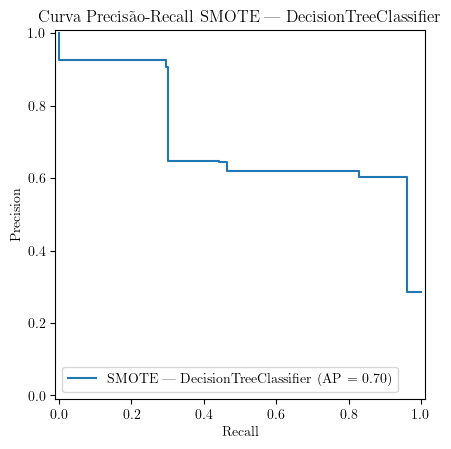 Curva Precisão-Recall SMOTE — DecisionTreeClassifier
1.0
0.8
0.6
0.4
0.2
0.0
Precision
SMOTE — DecisionTreeClassifier (AP = 0.70)
0.0 0.2 0.4 0.6 0.8 1.0
Recall